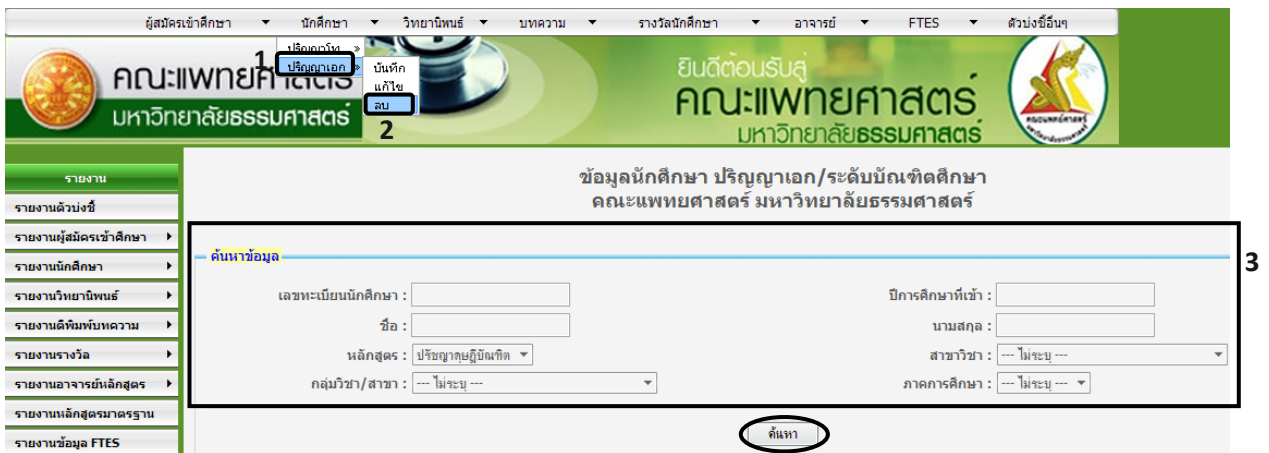 ผู้สมัครเข้าศึกษา นักศึกษา วิทยานิพนธ์ บทความ รางวัลนักศึกษา อาจารย์ FTES ตัวบ่งชี้อื่นๆ
1 ปริญญาโท »
ปริญญาเอก » บันทึก
แก้ไข
ลบ
2
คณะแพทยศาสตร์
มหาวิทยาลัยธรรมศาสตร์
ยินดีต้อนรับสู่
คณะแพทยศาสตร์
มหาวิทยาลัยธรรมศาสตร์
รายงาน
รายงานตัวบ่งชี้
รายงานผู้สมัครเข้าศึกษา
รายงานนักศึกษา
รายงานวิทยานิพนธ์
รายงานตีพิมพ์บทความ
รายงานรางวัล
รายงานอาจารย์หลักสูตร
รายงานหลักสูตรมาตรฐาน
รายงานข้อมูล FTES
ข้อมูลนักศึกษา ปริญญาเอก/ระดับบัณฑิตศึกษา
คณะแพทยศาสตร์ มหาวิทยาลัยธรรมศาสตร์
3
ค้นหาข้อมูล
เลขทะเบียนนักศึกษา : ปีการศึกษาที่เข้า :
ชื่อ : นามสกุล :
หลักสูตร : ปรัชญาดุษฎีบัณฑิต สาขาวิชา : --- ไม่ระบุ ---
กลุ่มวิชา/สาขา : --- ไม่ระบุ --- ภาคการศึกษา : --- ไม่ระบุ ---
ค้นหา